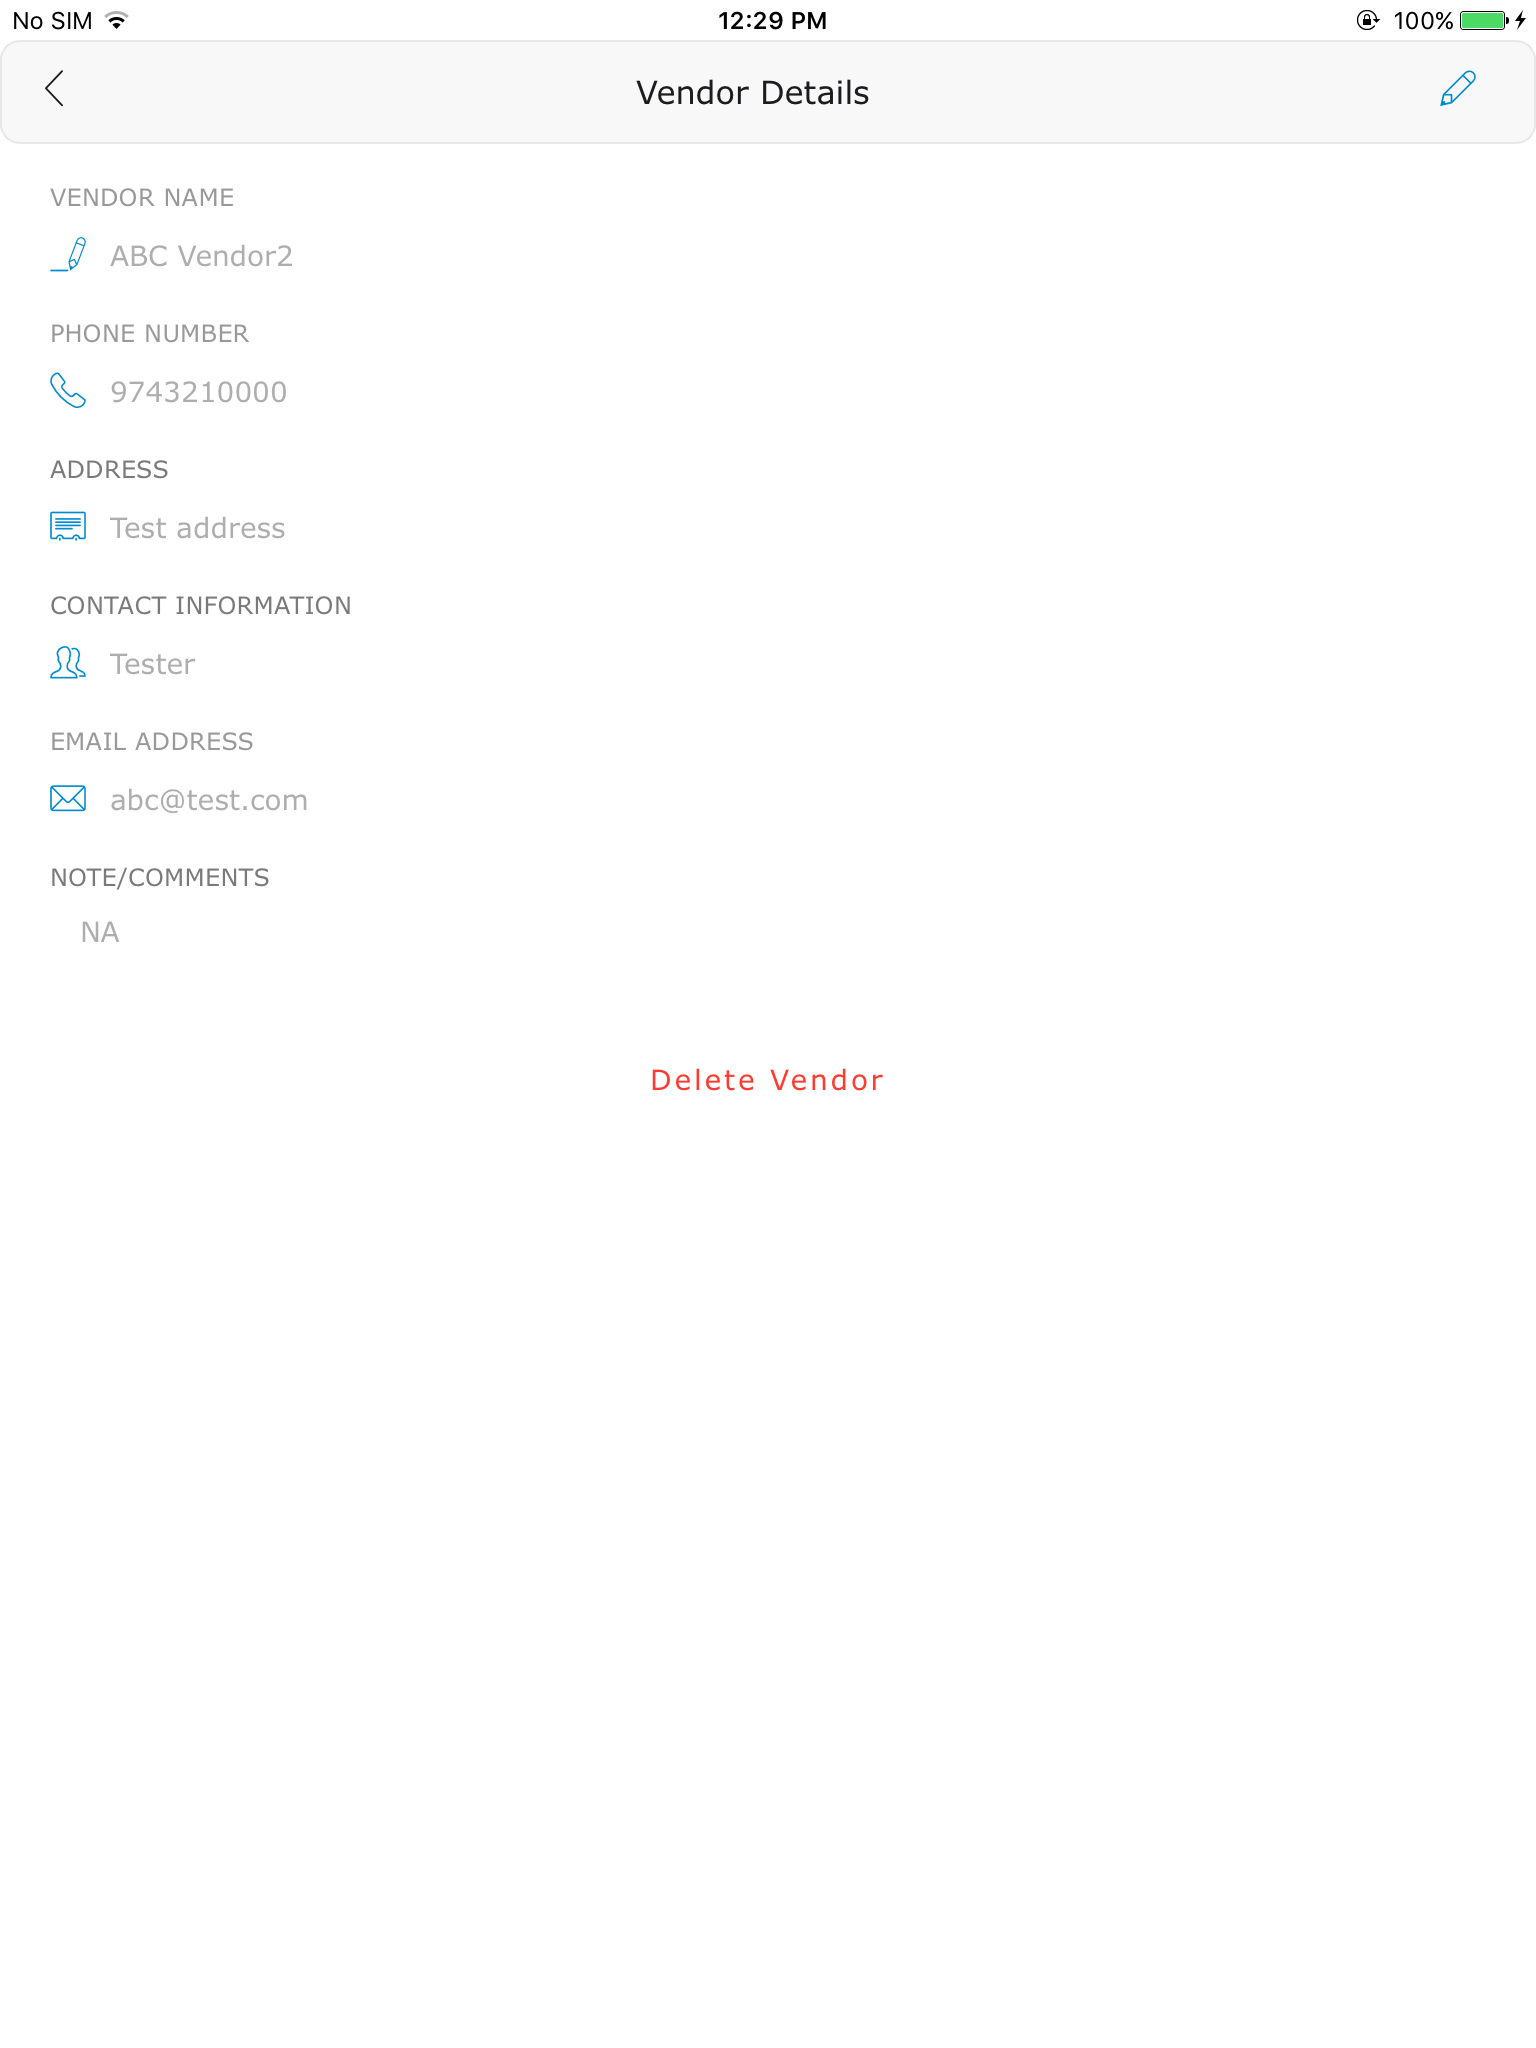 No SIM 12:29 PM 100%
Vendor Details
VENDOR NAME
ABC Vendor2
PHONE NUMBER
9743210000
ADDRESS
Test address
CONTACT INFORMATION
Tester
EMAIL ADDRESS
abc@test.com
NOTE/COMMENTS
NA
Delete Vendor